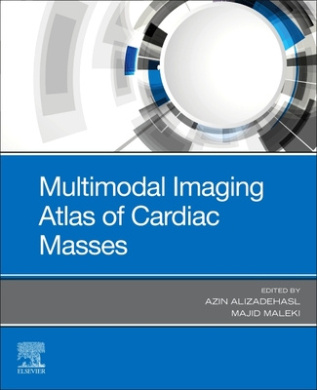 Multimodal Imaging
Atlas of Cardiac
Masses
EDITED BY
AZIN ALIZADEHASL
MAJID MALEKI
ELSEVIER